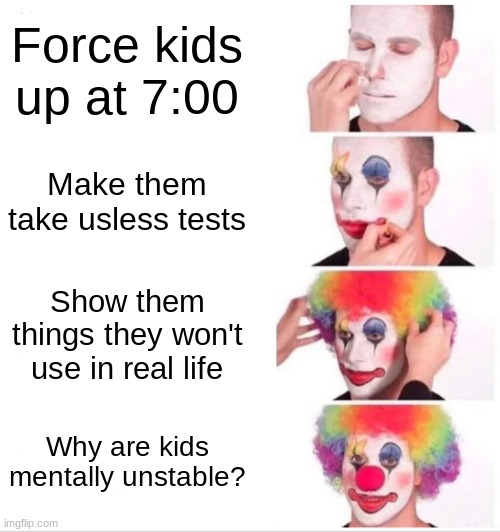 Force kids
up at 7:00
Make them
take usless tests
Show them
things they won't
use in real life
Why are kids
mentally unstable?
imgflip.com